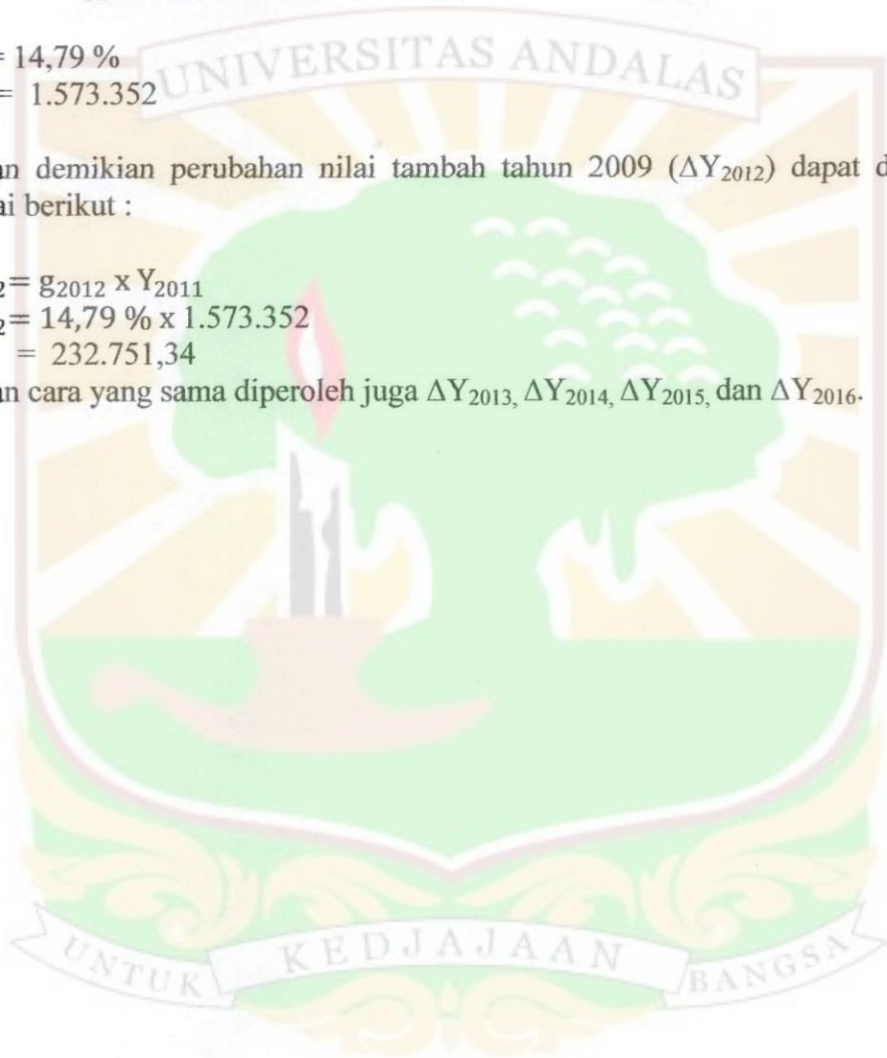 = 14,79 %
= 1.573.352
UNIVERSITAS ANDALAS
an demikian perubahan nilai tambah tahun 2009 (ΔY₂₀₁₂) dapat d
ai berikut :
₂= g₂₀₁₂ x Y₂₀₁₁
₂= 14,79 % x 1.573.352
= 232.751,34
an cara yang sama diperoleh juga ΔY₂₀₁₃, ΔY₂₀₁₄, ΔY₂₀₁₅, dan ΔY₂₀₁₆.
UNTUK KEDJAJAAN BANGSA